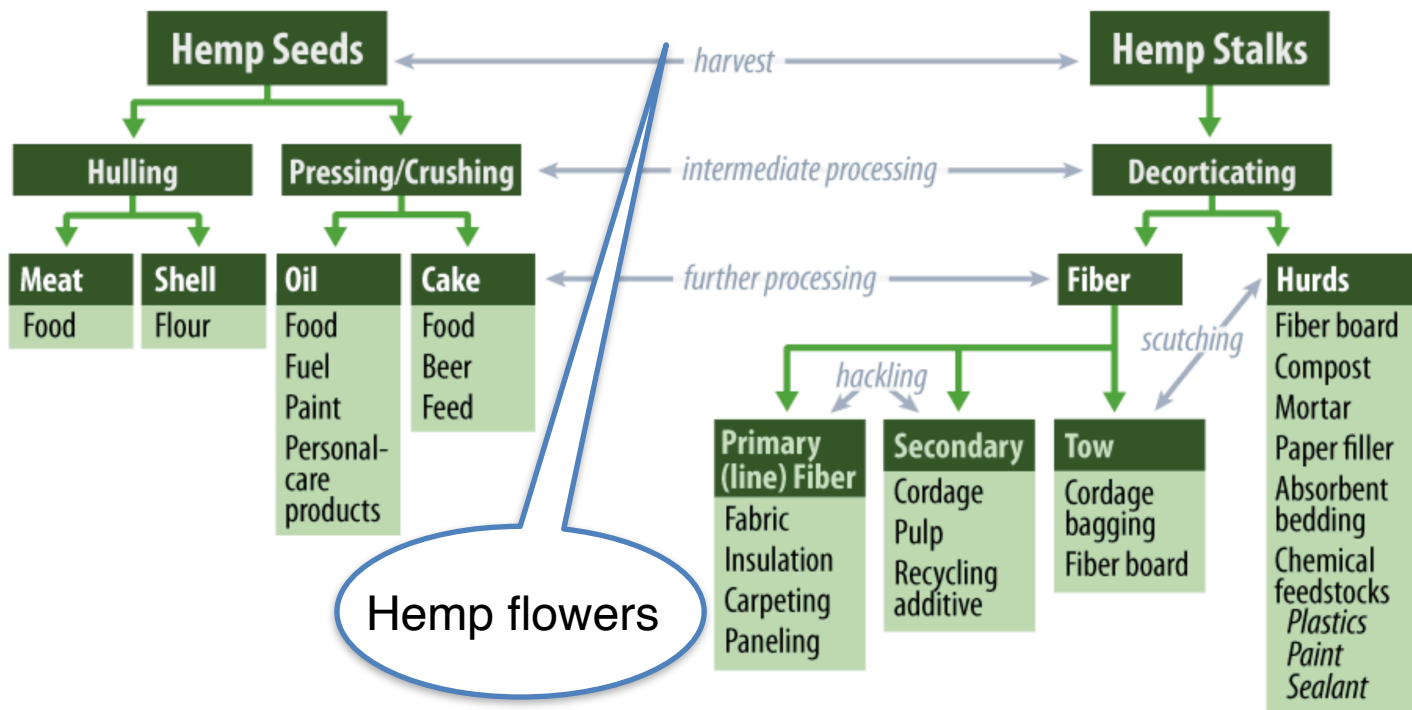 Hemp Seeds
harvest
Hemp Stalks
Hulling
Pressing/Crushing
intermediate processing
Decorticating
Meat
Food
Shell
Flour
Oil
Food
Fuel
Paint
Personal-
care
products
Cake
Food
Beer
Feed
further processing
Fiber
Hurds
Fiber board
Compost
Mortar
Paper filler
Absorbent
bedding
Chemical
feedstocks
Plastics
Paint
Sealant
scutching
hackling
Primary
(line) Fiber
Fabric
Insulation
Carpeting
Paneling
Secondary
Cordage
Pulp
Recycling
additive
Tow
Cordage
bagging
Fiber board
Hemp flowers